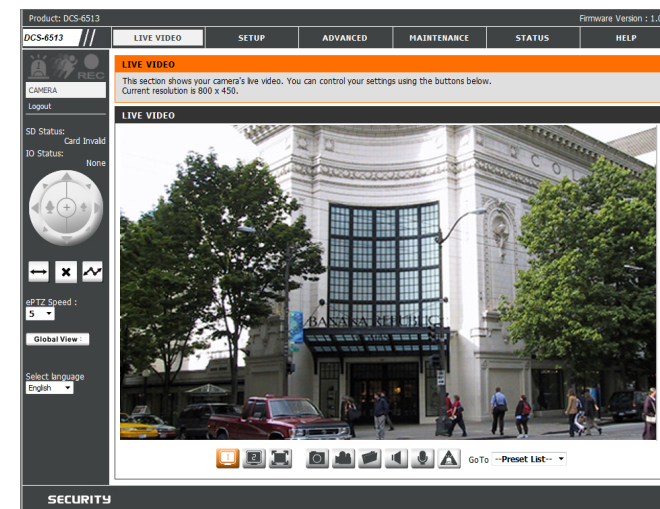 Product: DCS-6513
Firmware Version : 1.0
DCS-6513
LIVE VIDEO
SETUP
ADVANCED
MAINTENANCE
STATUS
HELP
REC
CAMERA
Logout
SD Status:
Card Invalid
IO Status:
None
ePTZ Speed :
5
Global View :
Select language
English
LIVE VIDEO
This section shows your camera's live video. You can control your settings using the buttons below.
Current resolution is 800 x 450.
LIVE VIDEO
BANANA REPUBLIC
1
2
GoTo
--Preset List--
SECURITY